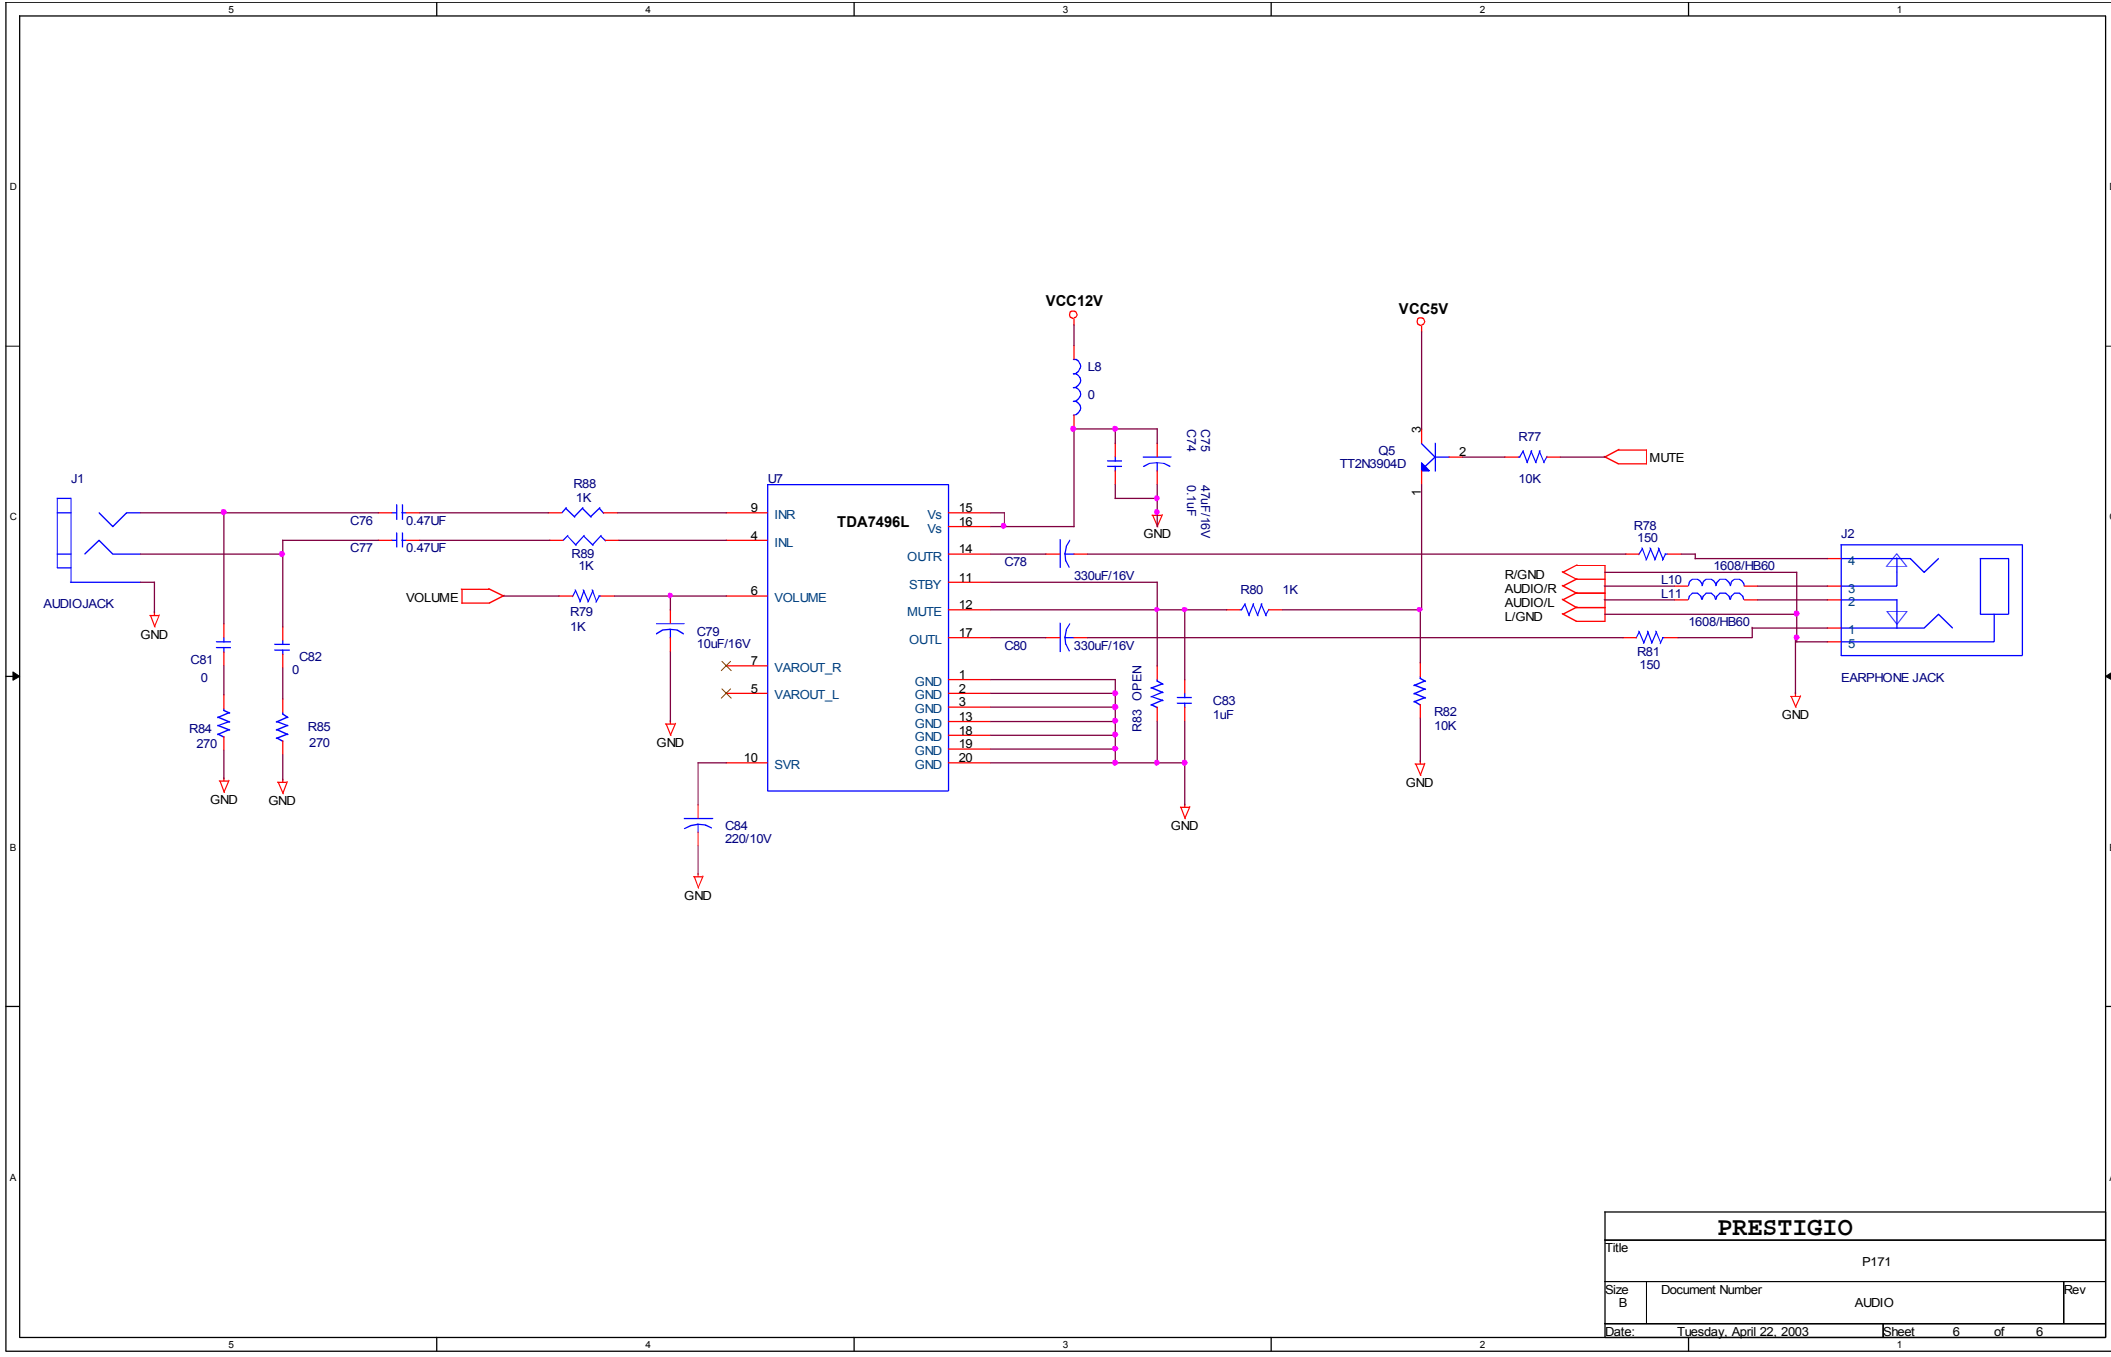 5 4 3 2 1
D
C
B
A
VCC12V
L8
0
C75
C74
47uF/16V
0.1uF
GND
VCC5V
3
Q5
TT2N3904D
2
1
R77
10K
MUTE
J1
AUDIOJACK
GND
C76 0.47UF
C77 0.47UF
R88
1K
R89
1K
VOLUME
R79
1K
C79
10uF/16V
GND
C81
0
C82
0
R84
270
R85
270
GND GND
U7
TDA7496L
9 INR
4 INL
6 VOLUME
7 VAROUT_R
5 VAROUT_L
10 SVR
Vs 15
Vs 16
OUTR 14
STBY 11
MUTE 12
OUTL 17
GND 1
GND 2
GND 3
GND 13
GND 18
GND 19
GND 20
C84
220/10V
GND
C78
330uF/16V
C80 330uF/16V
R80 1K
R83 OPEN
C83
1uF
GND
R82
10K
GND
R78
150
R81
150
R/GND
AUDIO/R
AUDIO/L
L/GND
L10
L11
1608/HB60
1608/HB60
J2
4
3
2
1
5
EARPHONE JACK
GND
PRESTIGIO
Title
P171
Size
B
Document Number
AUDIO
Rev
Date: Tuesday, April 22, 2003 Sheet 6 of 6
5 4 3 2 1